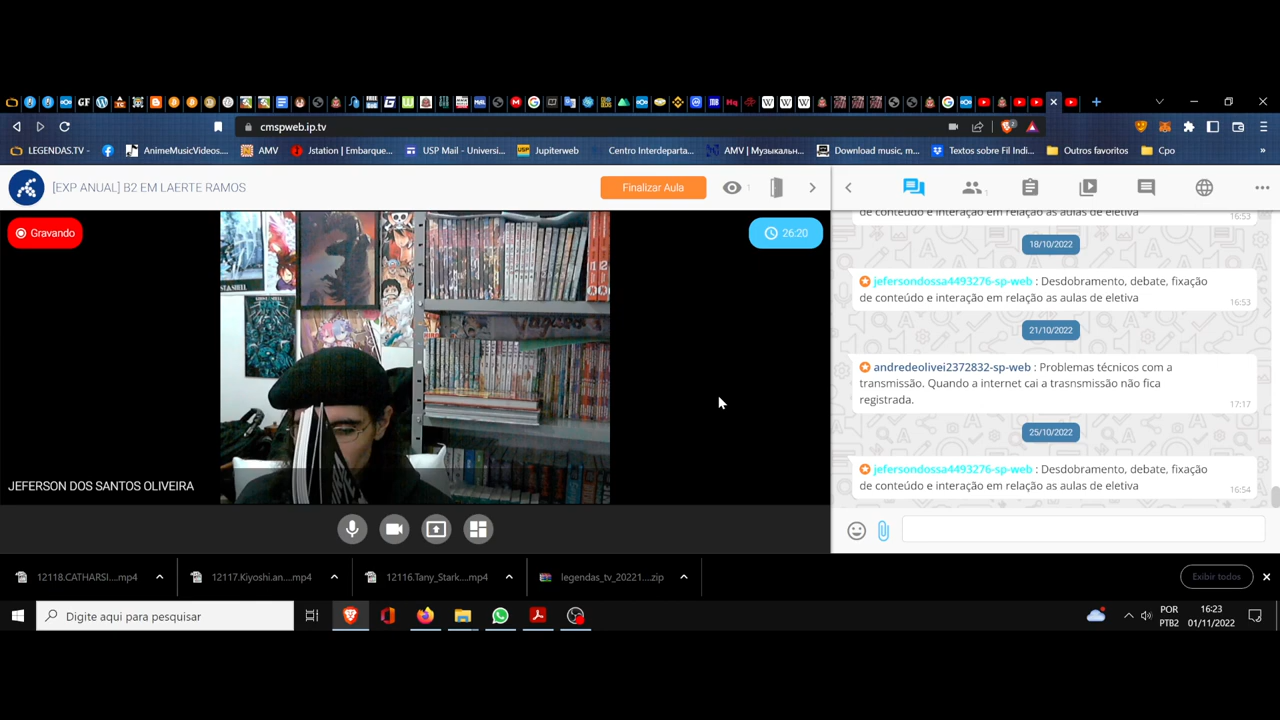 cmspweb.ip.tv
2
LEGENDAS.TV -
AnimeMusicVideos...
AMV
Jstation | Embarque...
USP Mail - Universi...
Jupiterweb
Centro Interdeparta...
AMV | Музыкальн...
Download music, m...
Textos sobre Fil Indi...
Outros favoritos
Cpo
»
[EXP ANUAL] B2 EM LAERTE RAMOS
Finalizar Aula
1
1
Gravando
26:20
JEFERSON DOS SANTOS OLIVEIRA
de conteúdo e interação em relação as aulas de eletiva
16:53
18/10/2022
jefersondossa4493276-sp-web : Desdobramento, debate, fixação
de conteúdo e interação em relação as aulas de eletiva
16:53
21/10/2022
andredeolivei2372832-sp-web : Problemas técnicos com a
transmissão. Quando a internet cai a trasnsmissão não fica
registrada.
17:17
25/10/2022
jefersondossa4493276-sp-web : Desdobramento, debate, fixação
de conteúdo e interação em relação as aulas de eletiva
16:54
12118.CATHARSI....mp4
12117.Kiyoshi.an....mp4
12116.Tany_Stark....mp4
legendas_tv_20221....zip
Exibir todos
Digite aqui para pesquisar
POR
PTB2
16:23
01/11/2022